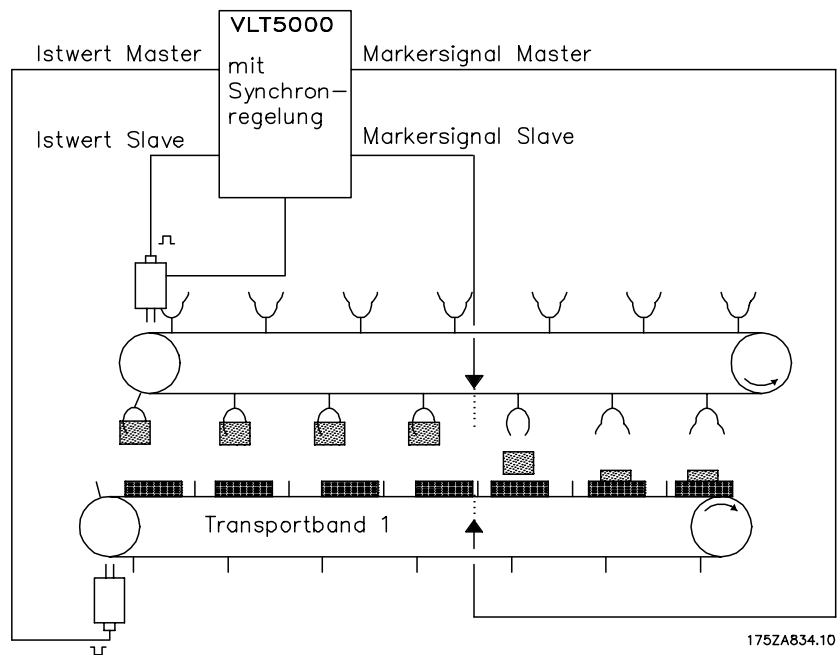 VLT5000
Istwert Master
Markersignal Master
mit
Synchron-
regelung
Istwert Slave
Markersignal Slave
Transportband 1
175ZA834.10